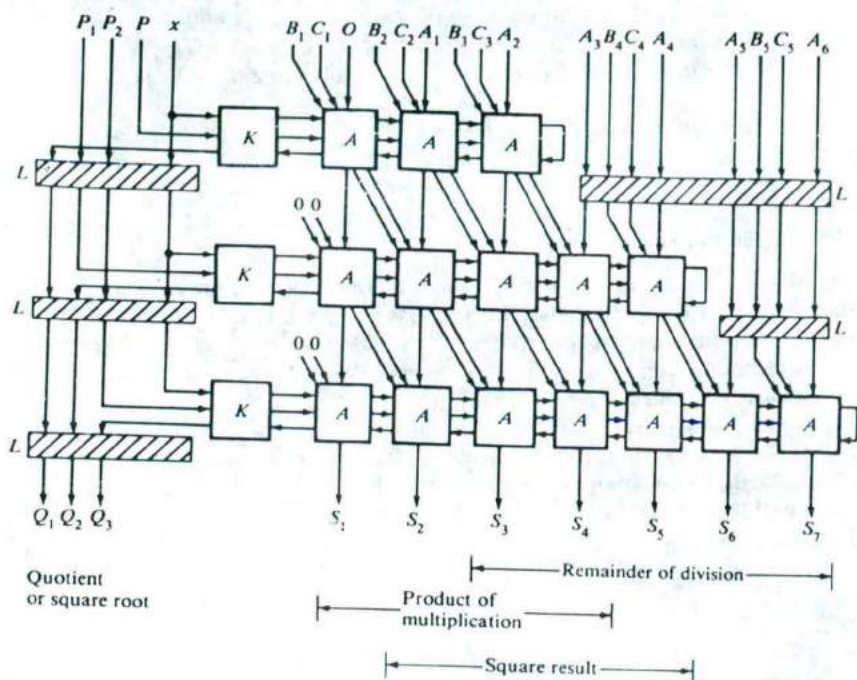 P₁ P₂ P x B₁ C₁ O B₂ C₂ A₁ B₃ C₃ A₂ A₃ B₄ C₄ A₄ A₅ B₅ C₅ A₆
K A A A
L L
0 0
K A A A A A
L L
0 0
K A A A A A A A
L
Q₁ Q₂ Q₃ S₁ S₂ S₃ S₄ S₅ S₆ S₇
Quotient
or square root
Remainder of division
Product of
multiplication
Square result